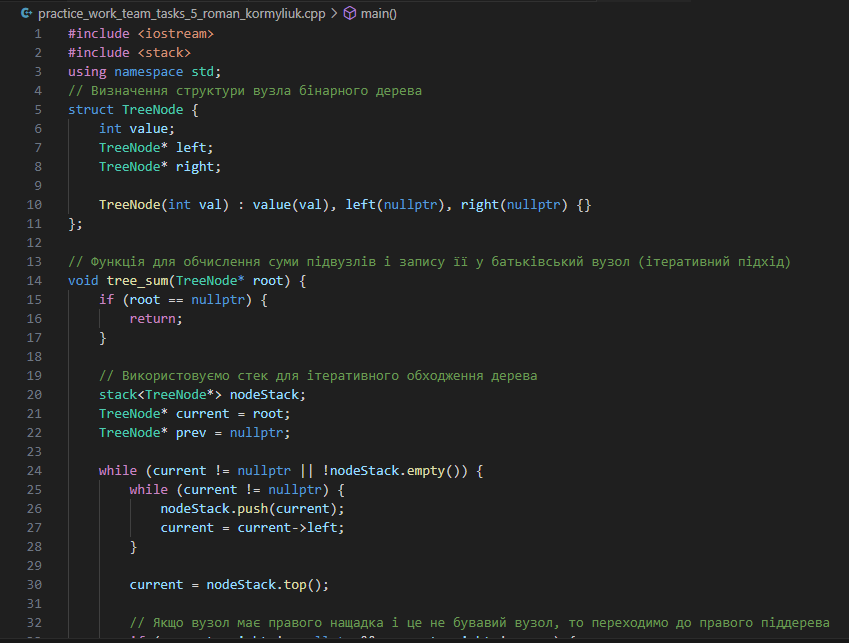 practice_work_team_tasks_5_roman_kormyliuk.cpp > main()
1 #include <iostream>
2 #include <stack>
3 using namespace std;
4 // Визначення структури вузла бінарного дерева
5 struct TreeNode {
6 int value;
7 TreeNode* left;
8 TreeNode* right;
9
10 TreeNode(int val) : value(val), left(nullptr), right(nullptr) {}
11 };
12
13 // Функція для обчислення суми підвузлів і запису її у батьківський вузол (ітеративний підхід)
14 void tree_sum(TreeNode* root) {
15 if (root == nullptr) {
16 return;
17 }
18
19 // Використовуємо стек для ітеративного обходження дерева
20 stack<TreeNode*> nodeStack;
21 TreeNode* current = root;
22 TreeNode* prev = nullptr;
23
24 while (current != nullptr || !nodeStack.empty()) {
25 while (current != nullptr) {
26 nodeStack.push(current);
27 current = current->left;
28 }
29
30 current = nodeStack.top();
31
32 // Якщо вузол має правого нащадка і це не бувавий вузол, то переходимо до правого піддерева